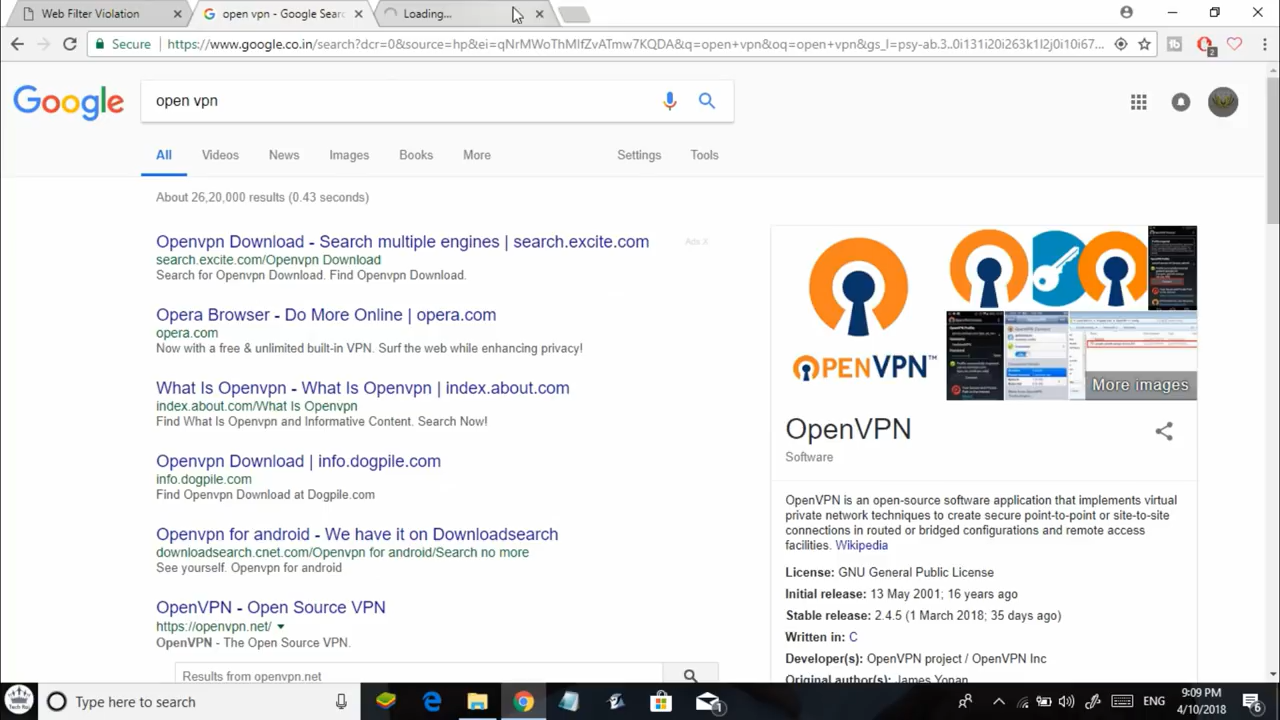 Web Filter Violation
open vpn - Google Sear
Loading...
Secure
https://www.google.co.in/search?dcr=0&source=hp&ei=qNrMWoThMIfZvATmw7KQDA&q=open+vpn&oq=open+vpn&gs_l=psy-ab.3..0i131i20i263k1l2j0i10i67...
2
Google
open vpn
All
Videos
News
Images
Books
More
Settings
Tools
About 26,20,000 results (0.43 seconds)
Openvpn Download - Search multiple engines | search.excite.com
Ads X
search.excite.com/Openvpn Download
Search for Openvpn Download. Find Openvpn Download.
Opera Browser - Do More Online | opera.com
opera.com
Now with a free & unlimited built-in VPN. Surf the web with enhancing privacy!
What Is Openvpn - What Is Openvpn | index.about.com
index.about.com/What Is Openvpn
Find What Is Openvpn and Informative Content. Search Now!
Openvpn Download | info.dogpile.com
info.dogpile.com
Find Openvpn Download at Dogpile.com
Openvpn for android - We have it on Downloadsearch
downloadsearch.cnet.com/Openvpn for android/Search no more
See yourself. Openvpn for android
OpenVPN - Open Source VPN
https://openvpn.net/
OpenVPN - The Open Source VPN.
Results from openvpn.net
OPENVPN™
More images
OpenVPN
Software
OpenVPN is an open-source software application that implements virtual
private network techniques to create secure point-to-point or site-to-site
connections in routed or bridged configurations and remote access
facilities. Wikipedia
License: GNU General Public License
Initial release: 13 May 2001; 16 years ago
Stable release: 2.4.5 (1 March 2018; 35 days ago)
Written in: C
Developer(s): OpenVPN project / OpenVPN Inc
Original author(s): James Yonan
Type here to search
1
ENG
9:09 PM
4/10/2018
6